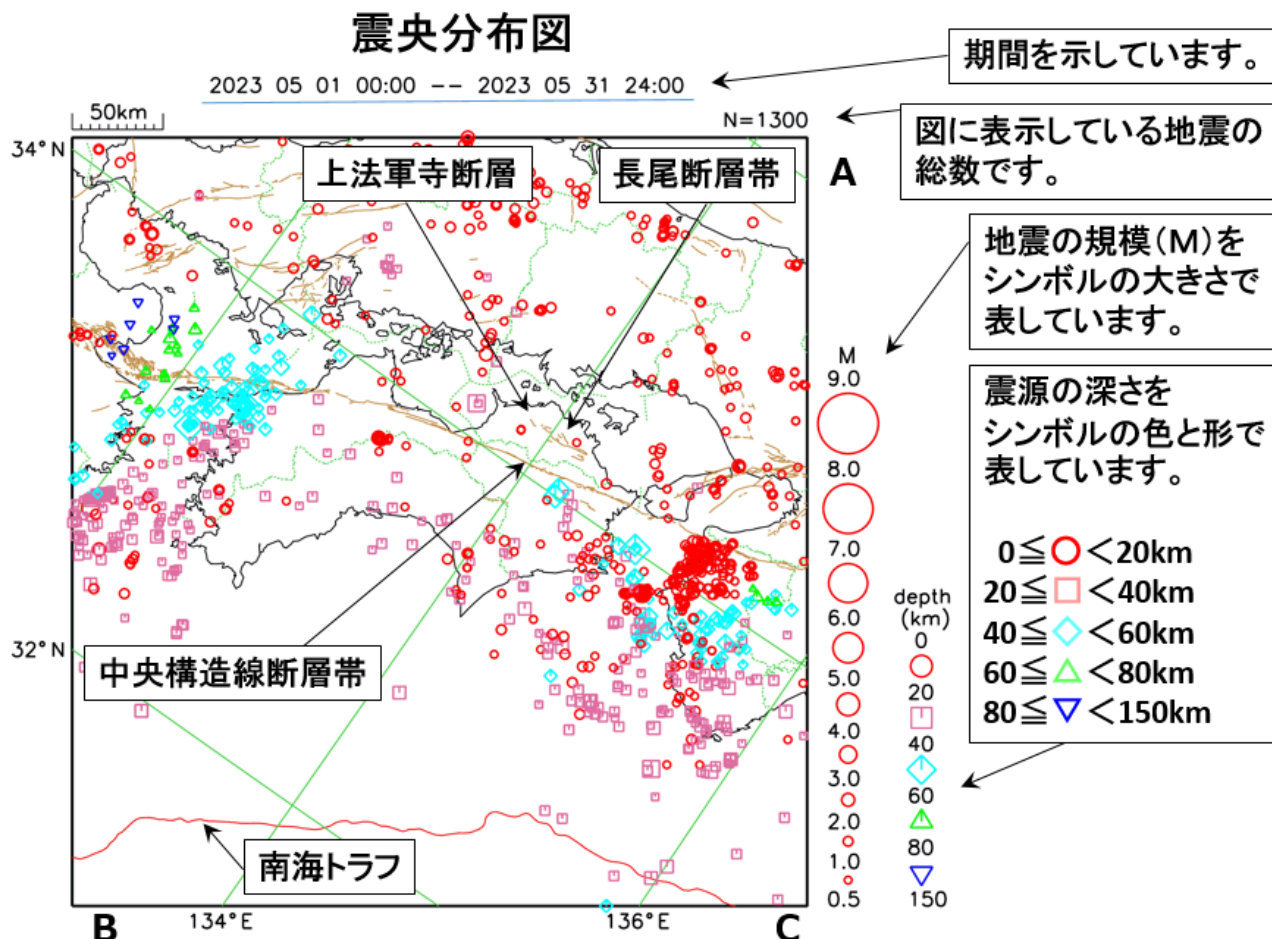 震央分布図
2023 05 01 00:00 -- 2023 05 31 24:00
期間を示しています。
50km
N=1300
図に表示している地震の
総数です。
34°N
上法軍寺断層
長尾断層帯
A
地震の規模(M)を
シンボルの大きさで
表しています。
M
9.0
8.0
7.0
6.0
5.0
4.0
3.0
2.0
1.0
0.5
震源の深さを
シンボルの色と形で
表しています。
0≦ <20km
20≦ <40km
40≦ <60km
60≦ <80km
80≦ <150km
depth
(km)
0
20
40
60
80
150
32°N
中央構造線断層帯
南海トラフ
B
134°E
136°E
C